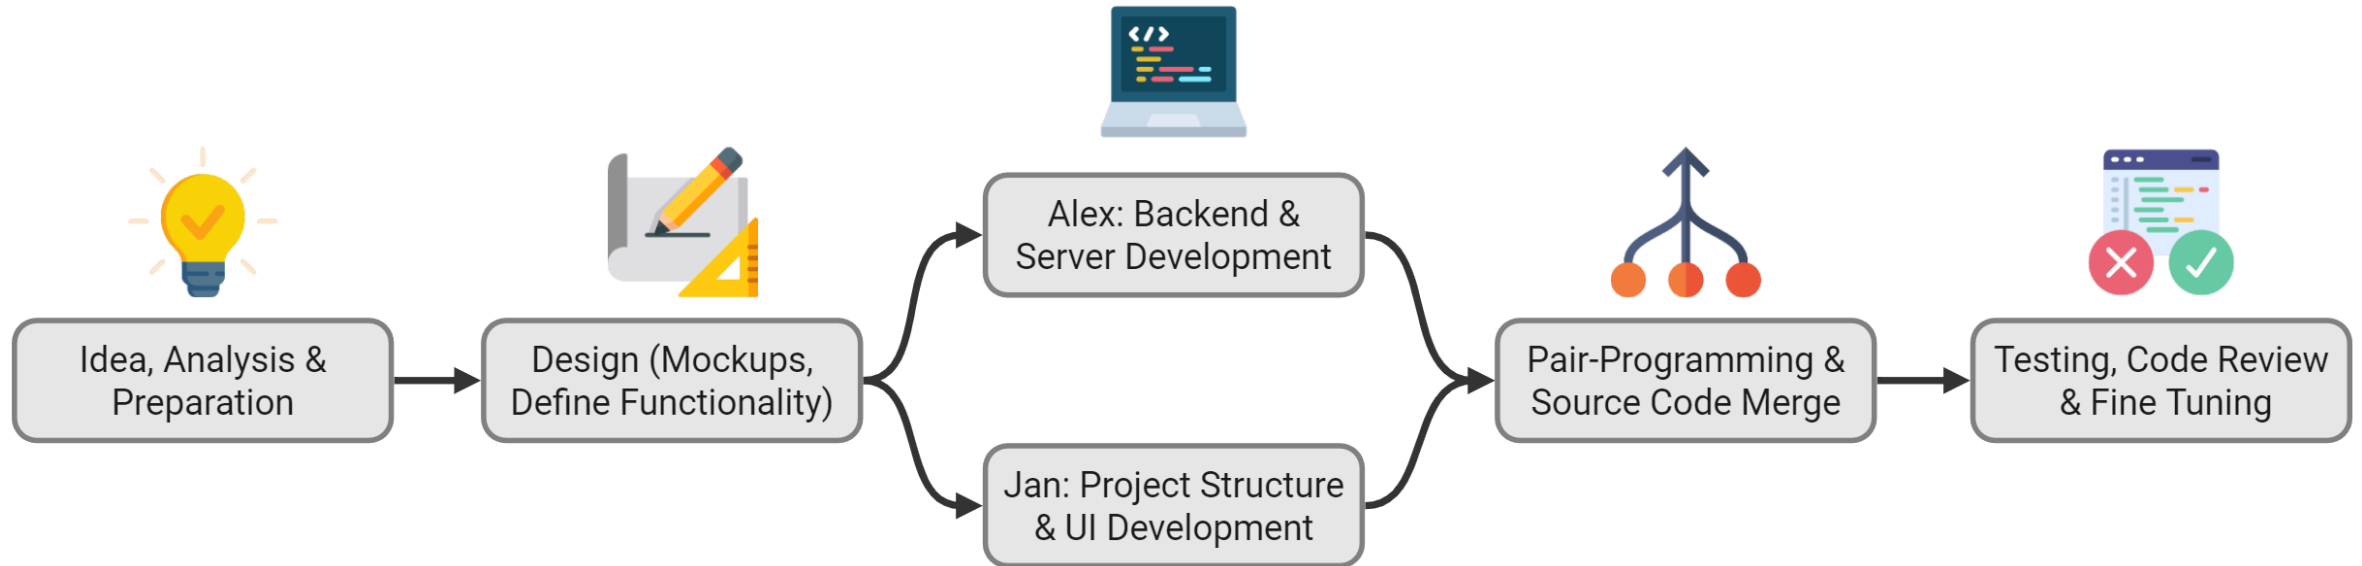 </>
Idea, Analysis &
Preparation
Design (Mockups,
Define Functionality)
Alex: Backend &
Server Development
Jan: Project Structure
& UI Development
Pair-Programming &
Source Code Merge
Testing, Code Review
& Fine Tuning